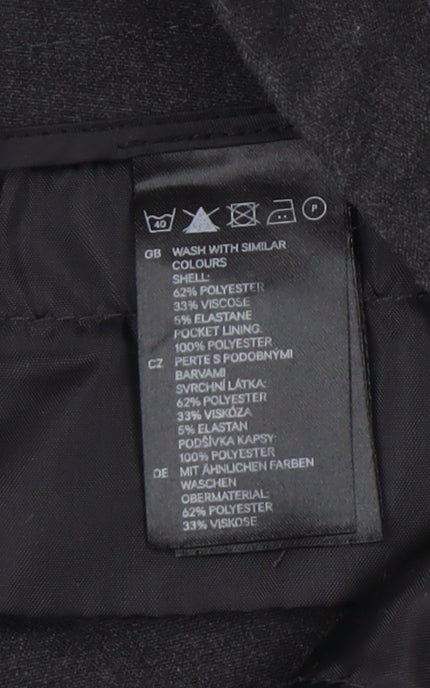 40 P
GB WASH WITH SIMILAR
COLOURS
SHELL:
62% POLYESTER
33% VISCOSE
5% ELASTANE
POCKET LINING:
100% POLYESTER
CZ PERTE S PODOBNÝMI
BARVAMI
SVRCHNÍ LÁTKA:
62% POLYESTER
33% VISKÓZA
5% ELASTAN
PODŠÍVKA KAPSY:
100% POLYESTER
DE MIT ÄHNLICHEN FARBEN
WASCHEN
OBERMATERIAL:
62% POLYESTER
33% VISKOSE